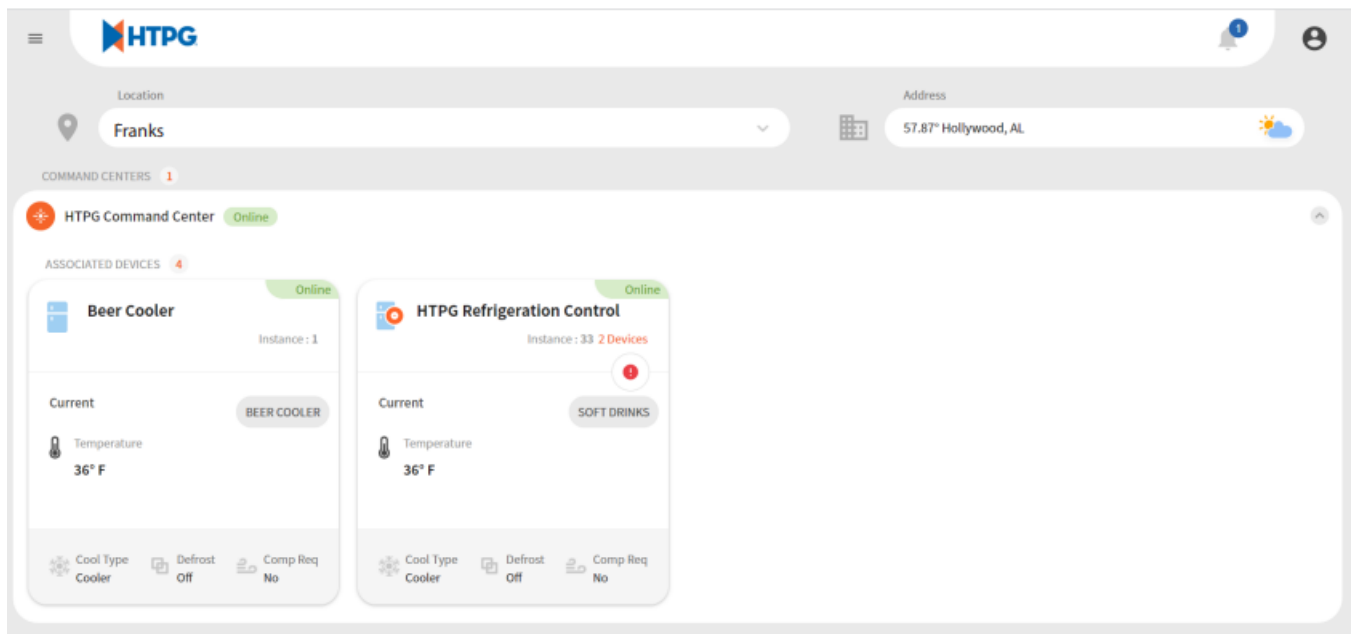 HTPG
1
Location
Address
Franks
57.87° Hollywood, AL
COMMAND CENTERS 1
HTPG Command Center Online
ASSOCIATED DEVICES 4
Online
Beer Cooler
Instance : 1
Current
BEER COOLER
Temperature
36° F
Cool Type
Cooler
Defrost
Off
Comp Req
No
Online
HTPG Refrigeration Control
Instance : 33 2 Devices
Current
SOFT DRINKS
Temperature
36° F
Cool Type
Cooler
Defrost
Off
Comp Req
No